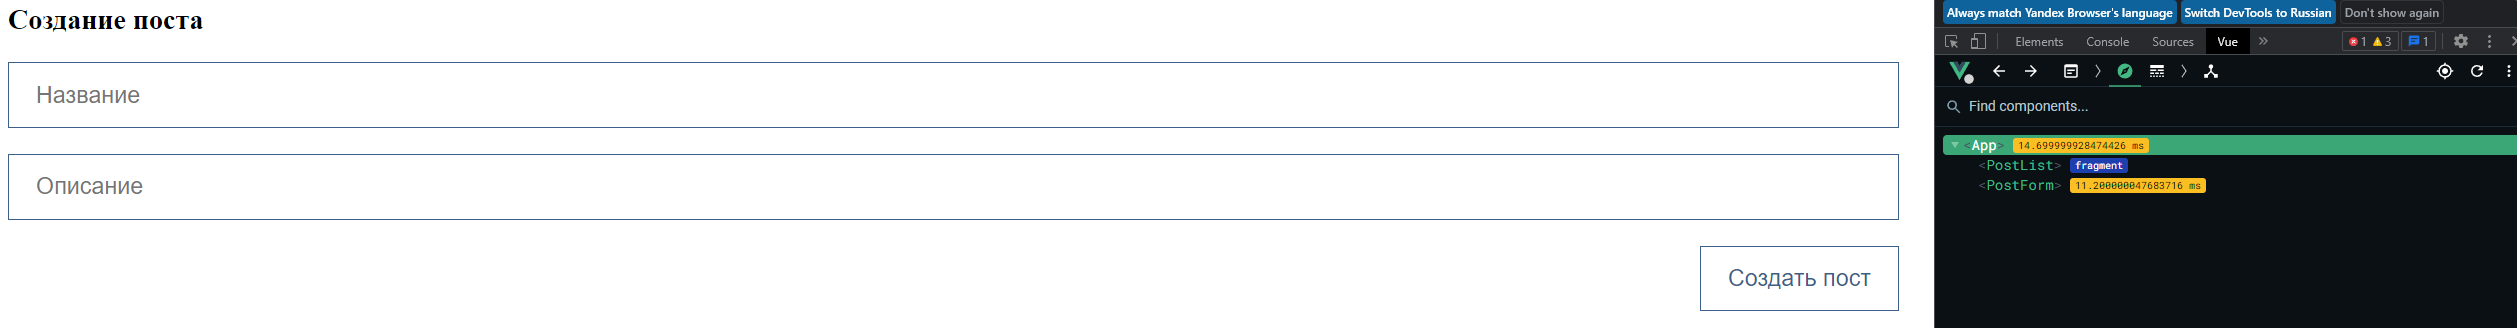 Создание поста
Название
Описание
Создать пост
Always match Yandex Browser's language Switch DevTools to Russian Don't show again
Elements Console Sources Vue » 1 3 1
Find components...
<App> 14.699999928474426 ms
<PostList> fragment
<PostForm> 11.200000047683716 ms